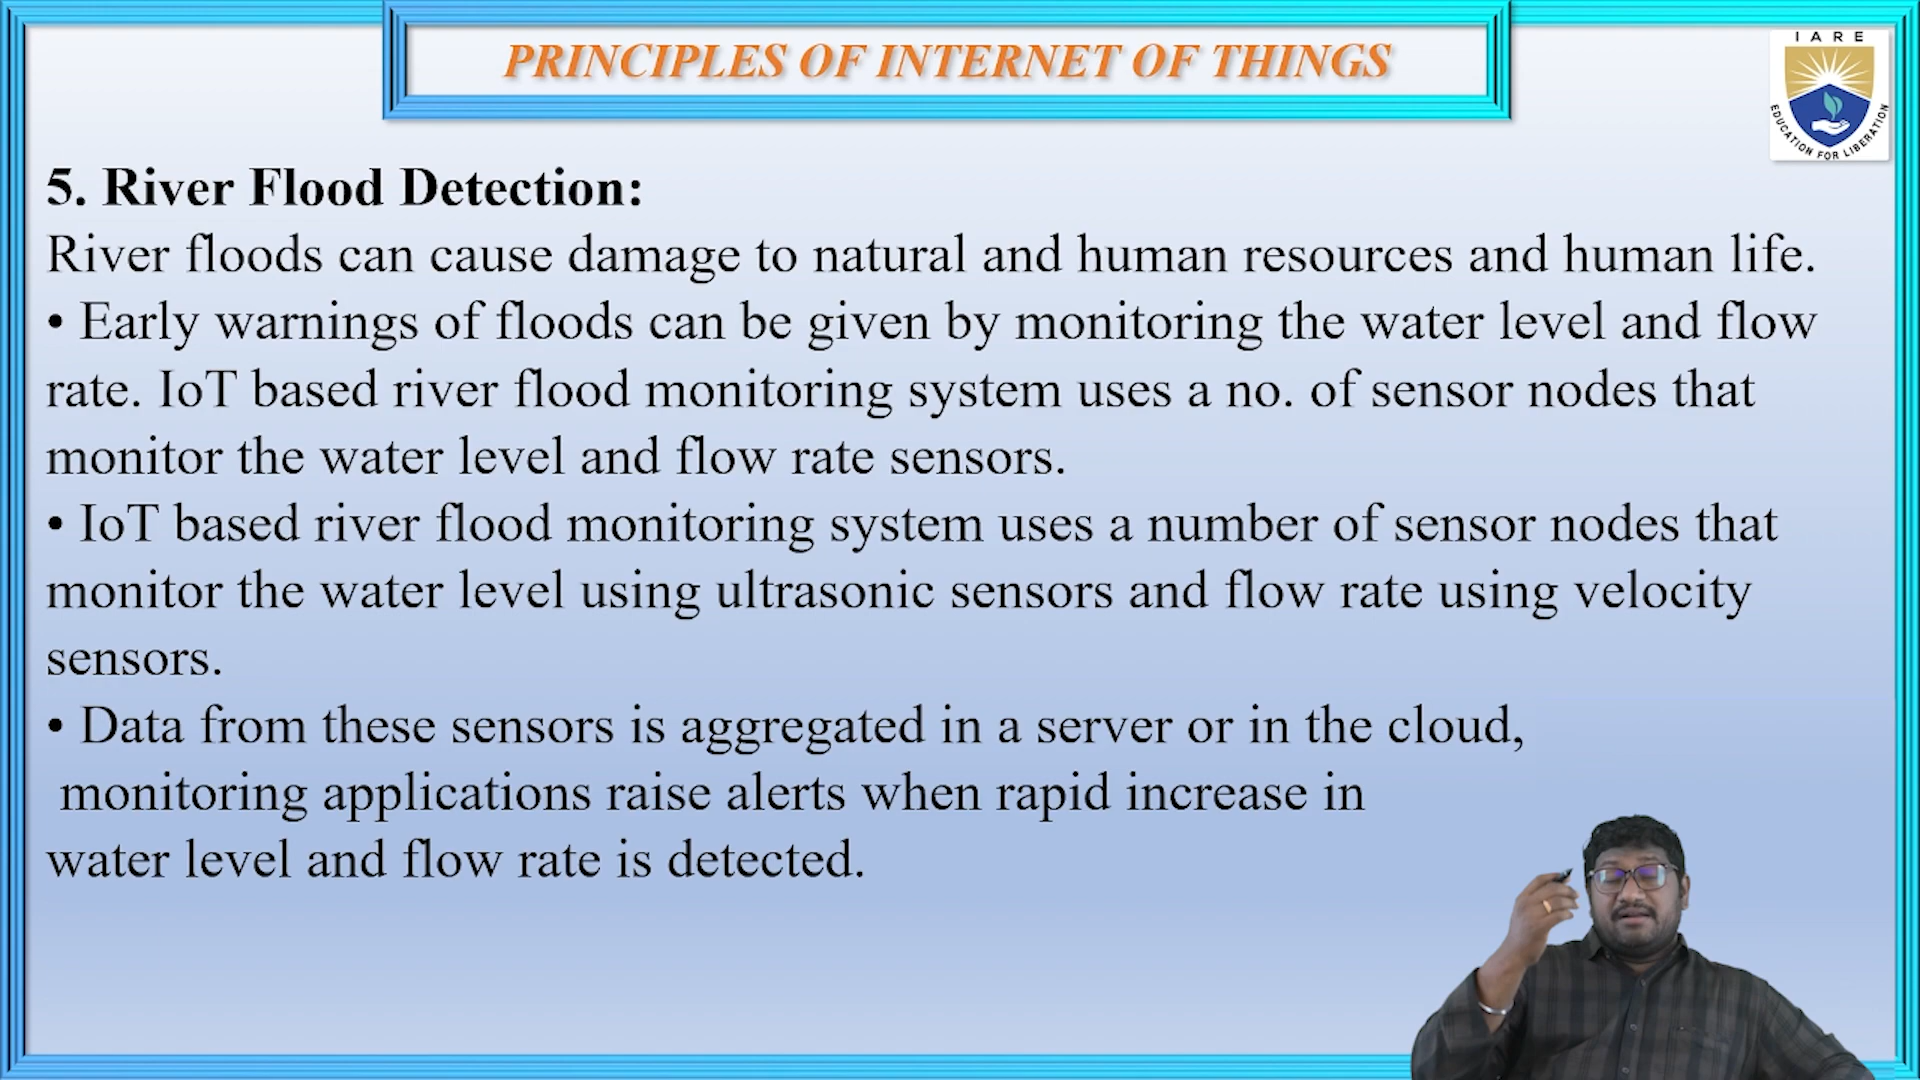 PRINCIPLES OF INTERNET OF THINGS
IARE
EDUCATION FOR LIBERATION
5. River Flood Detection:
River floods can cause damage to natural and human resources and human life.
• Early warnings of floods can be given by monitoring the water level and flow
rate. IoT based river flood monitoring system uses a no. of sensor nodes that
monitor the water level and flow rate sensors.
• IoT based river flood monitoring system uses a number of sensor nodes that
monitor the water level using ultrasonic sensors and flow rate using velocity
sensors.
• Data from these sensors is aggregated in a server or in the cloud,
monitoring applications raise alerts when rapid increase in
water level and flow rate is detected.